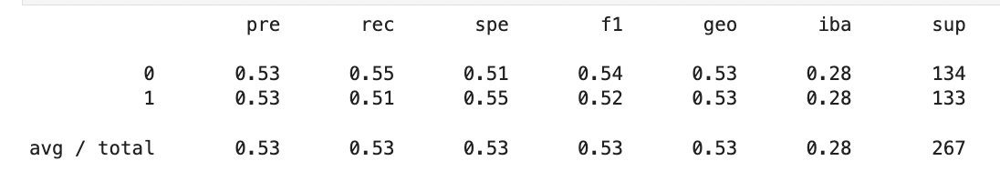 pre rec spe f1 geo iba sup
0 0.53 0.55 0.51 0.54 0.53 0.28 134
1 0.53 0.51 0.55 0.52 0.53 0.28 133
avg / total 0.53 0.53 0.53 0.53 0.53 0.28 267